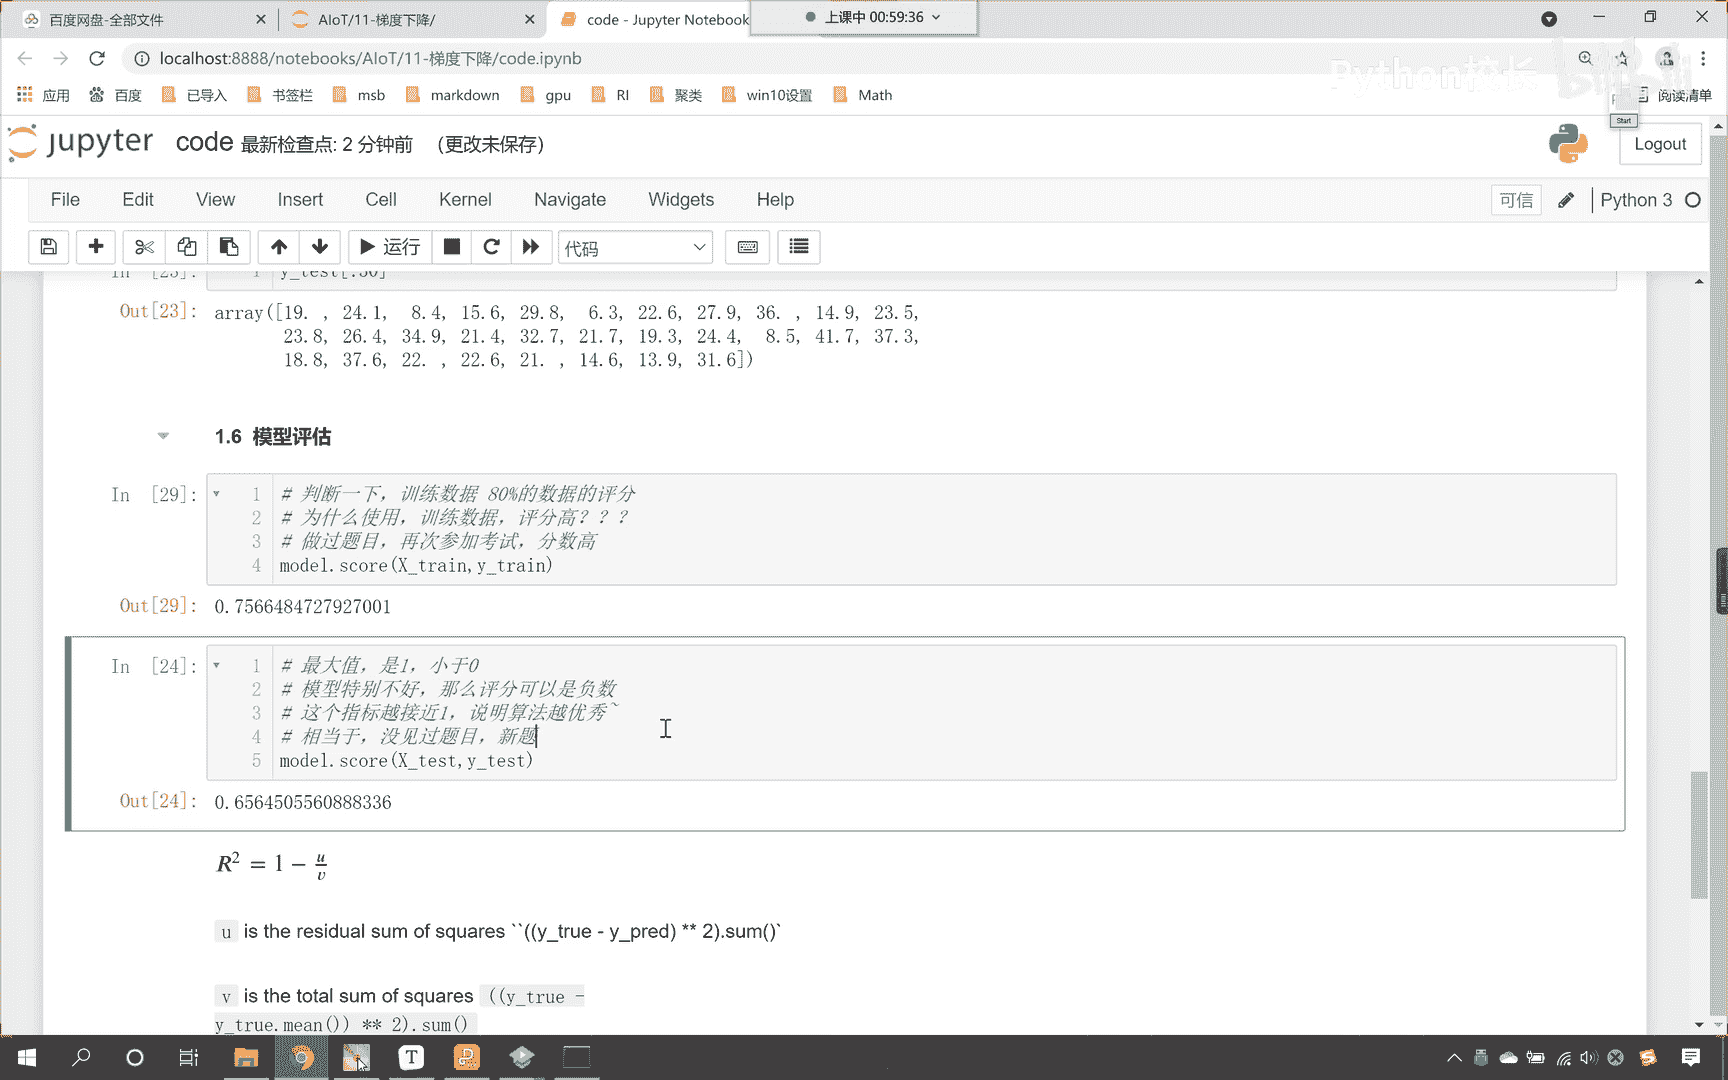 百度网盘-全部文件
AIoT/11-梯度下降/
code - Jupyter Notebook
上课中 00:59:36
localhost:8888/notebooks/AIoT/11-梯度下降/code.ipynb
Python校长
应用
百度
已导入
书签栏
msb
markdown
gpu
RI
聚类
win10设置
Math
阅读清单
Start
jupyter
code 最新检查点: 2 分钟前 (更改未保存)
Logout
File
Edit
View
Insert
Cell
Kernel
Navigate
Widgets
Help
可信
Python 3
运行
代码
In [23]: 1 y_test[:30]
Out[23]: array([19. , 24.1, 8.4, 15.6, 29.8, 6.3, 22.6, 27.9, 36. , 14.9, 23.5,
23.8, 26.4, 34.9, 21.4, 32.7, 21.7, 19.3, 24.4, 8.5, 41.7, 37.3,
18.8, 37.6, 22. , 22.6, 21. , 14.6, 13.9, 31.6])
1.6 模型评估
In [29]: 1 # 判断一下，训练数据 80%的数据的评分
2 # 为什么使用，训练数据，评分高？？？
3 # 做过题目，再次参加考试，分数高
4 model.score(X_train,y_train)
Out[29]: 0.7566484727927001
In [24]: 1 # 最大值，是1，小于0
2 # 模型特别不好，那么评分可以是负数
3 # 这个指标越接近1，说明算法越优秀~
4 # 相当于，没见过题目，新题
5 model.score(X_test,y_test)
Out[24]: 0.6564505560888336
R² = 1 − u/v
u is the residual sum of squares ``((y_true - y_pred) ** 2).sum()`
v is the total sum of squares ((y_true -
y_true.mean()) ** 2).sum()